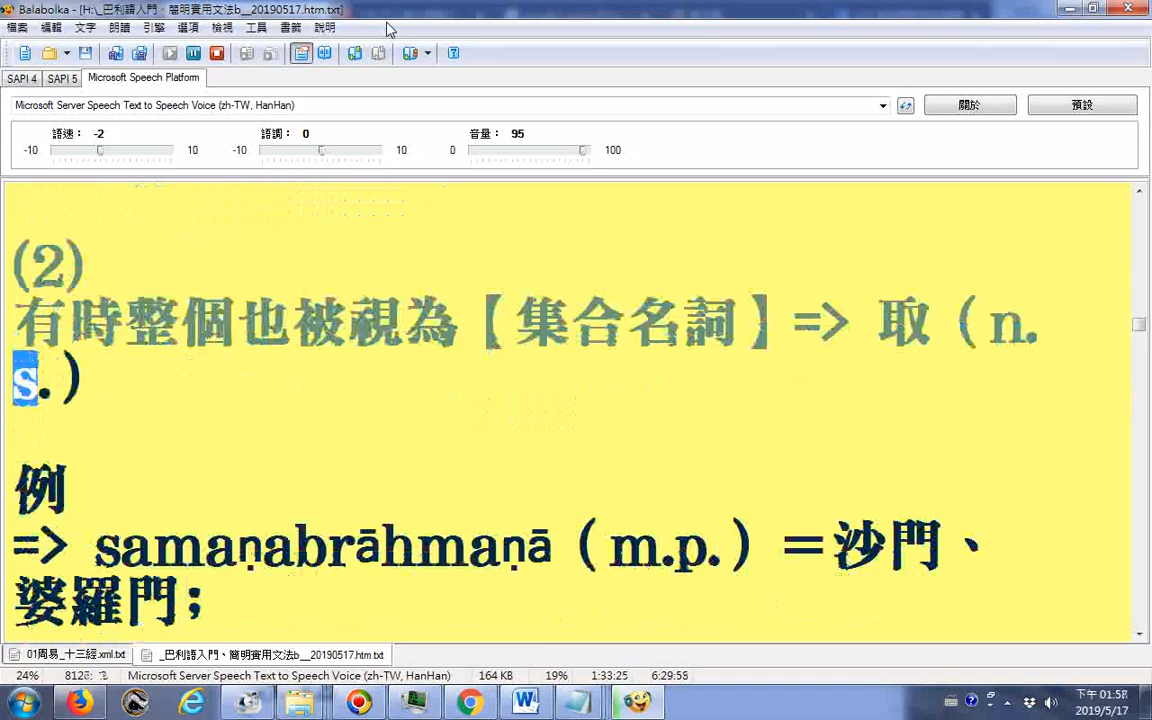 Balabolka - [H:\_巴利語入門、簡明實用文法b__20190517.htm.txt]
檔案 編輯 文字 朗讀 引擎 選項 檢視 工具 書籤 說明
SAPI 4 SAPI 5 Microsoft Speech Platform
Microsoft Server Speech Text to Speech Voice (zh-TW, HanHan)
關於 預設
語速： -2 語調： 0 音量： 95
-10 10 -10 10 0 100
(2)
有時整個也被視為【集合名詞】=> 取（n.
s.）
例
=> samaṇabrāhmaṇā（m.p.）＝沙門、
婆羅門；
01周易_十三經.xml.txt _巴利語入門、簡明實用文法b__20190517.htm.txt
24% Microsoft Server Speech Text to Speech Voice (zh-TW, HanHan) 164 KB 19% 1:33:25 6:29:58
下午 01:58
2019/5/17